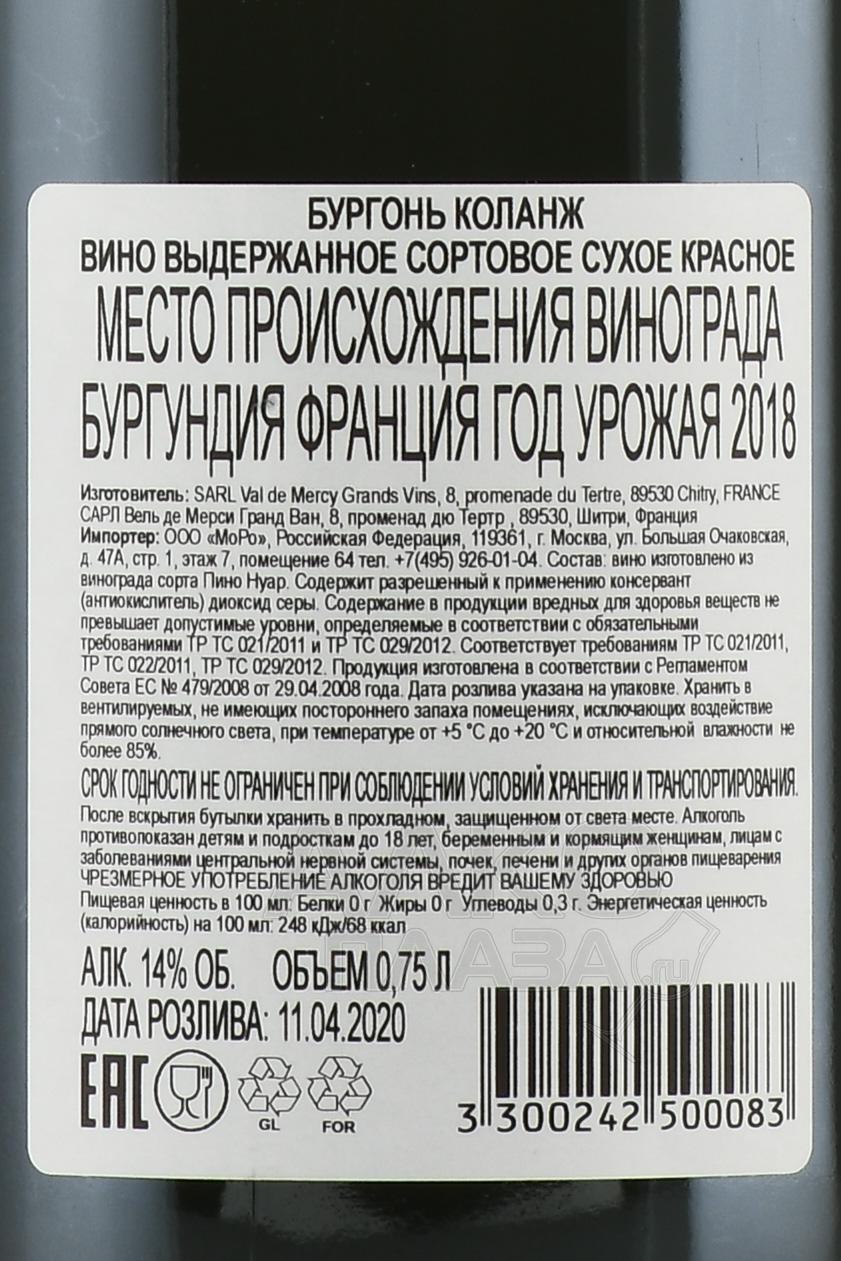 БУРГОНЬ КОЛАНЖ
ВИНО ВЫДЕРЖАННОЕ СОРТОВОЕ СУХОЕ КРАСНОЕ
МЕСТО ПРОИСХОЖДЕНИЯ ВИНОГРАДА
БУРГУНДИЯ ФРАНЦИЯ ГОД УРОЖАЯ 2018
Изготовитель: SARL Val de Mercy Grands Vins, 8, promenade du Tertre, 89530 Chitry, FRANCE
САРЛ Вель де Мерси Гранд Ван, 8, променад дю Тертр , 89530, Шитри, Франция
Импортер: ООО «МоРо», Российская Федерация, 119361, г. Москва, ул. Большая Очаковская,
д. 47А, стр. 1, этаж 7, помещение 64 тел. +7(495) 926-01-04. Состав: вино изготовлено из
винограда сорта Пино Нуар. Содержит разрешенный к применению консервант
(антиокислитель) диоксид серы. Содержание в продукции вредных для здоровья веществ не
превышает допустимые уровни, определяемые в соответствии с обязательными
требованиями ТР ТС 021/2011 и ТР ТС 029/2012. Соответствует требованиям ТР ТС 021/2011,
ТР ТС 022/2011, ТР ТС 029/2012. Продукция изготовлена в соответствии с Регламентом
Совета ЕС № 479/2008 от 29.04.2008 года. Дата розлива указана на упаковке. Хранить в
вентилируемых, не имеющих постороннего запаха помещениях, исключающих воздействие
прямого солнечного света, при температуре от +5 °С до +20 °С и относительной влажности не
более 85%.
СРОК ГОДНОСТИ НЕ ОГРАНИЧЕН ПРИ СОБЛЮДЕНИИ УСЛОВИЙ ХРАНЕНИЯ И ТРАНСПОРТИРОВАНИЯ.
После вскрытия бутылки хранить в прохладном, защищенном от света месте. Алкоголь
противопоказан детям и подросткам до 18 лет, беременным и кормящим женщинам, лицам с
заболеваниями центральной нервной системы, почек, печени и других органов пищеварения
ЧРЕЗМЕРНОЕ УПОТРЕБЛЕНИЕ АЛКОГОЛЯ ВРЕДИТ ВАШЕМУ ЗДОРОВЬЮ
Пищевая ценность в 100 мл: Белки 0 г Жиры 0 г Углеводы 0,3 г. Энергетическая ценность
(калорийность) на 100 мл: 248 кДж/68 ккал
АЛК. 14% ОБ. ОБЪЕМ 0,75 Л
ДАТА РОЗЛИВА: 11.04.2020
EAC
GL FOR
3 300242 500083
ПЛАЗА.ru